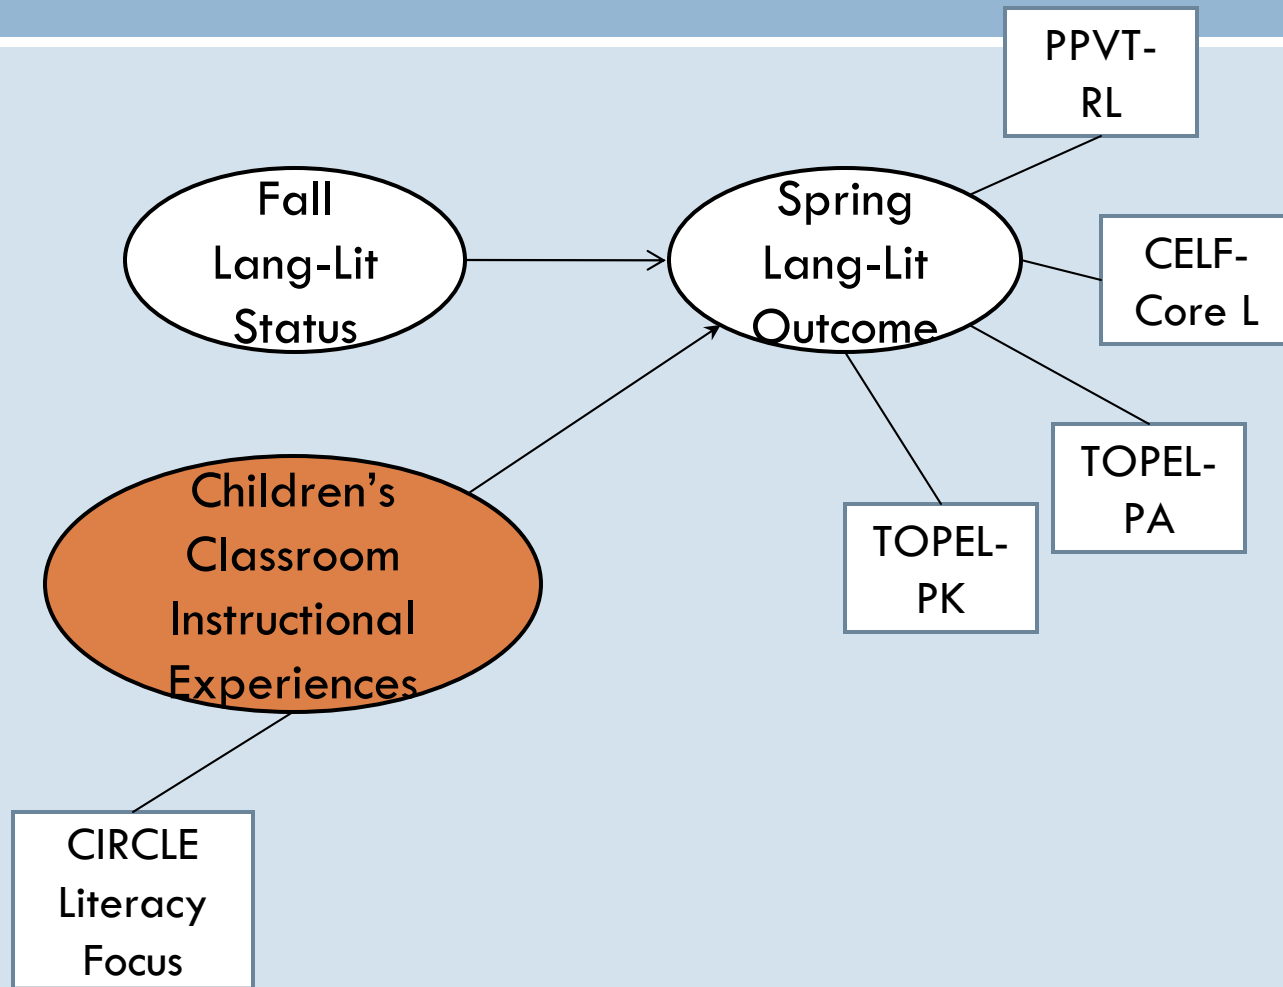 PPVT-
RL
Fall
Lang-Lit
Status
Spring
Lang-Lit
Outcome
CELF-
Core L
TOPEL-
PA
TOPEL-
PK
Children’s
Classroom
Instructional
Experiences
CIRCLE
Literacy
Focus